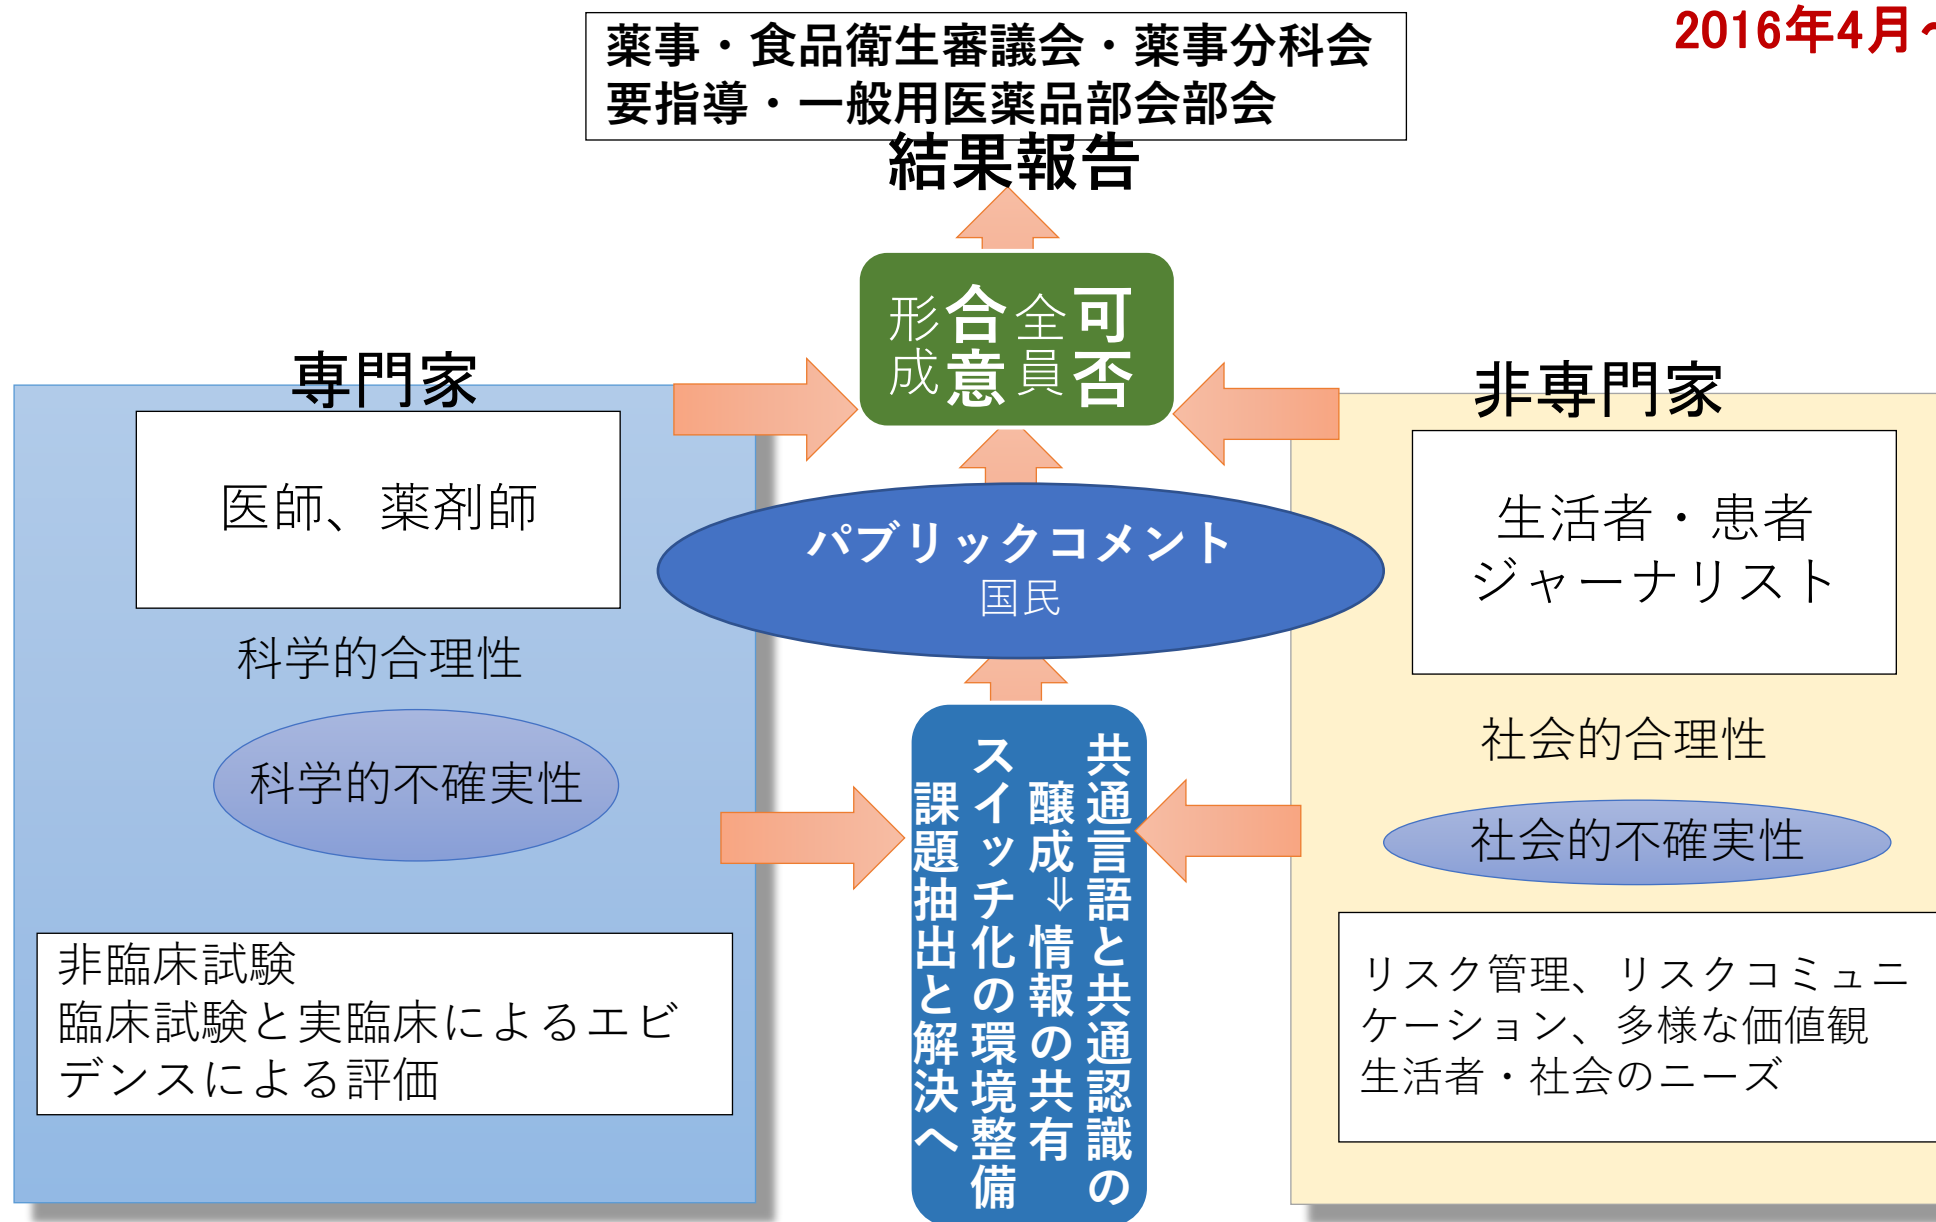 2016年4月~
薬事・食品衛生審議会・薬事分科会
要指導・一般用医薬品部会部会
結果報告
可否
全員
合意
形成
専門家
医師、薬剤師
科学的合理性
科学的不確実性
非臨床試験
臨床試験と実臨床によるエビ
デンスによる評価
パブリックコメント
国民
共通言語と共通認識の
醸成⇒情報の共有
スイッチ化の環境整備
課題抽出と解決へ
非専門家
生活者・患者
ジャーナリスト
社会的合理性
社会的不確実性
リスク管理、リスクコミュニ
ケーション、多様な価値観
生活者・社会のニーズ